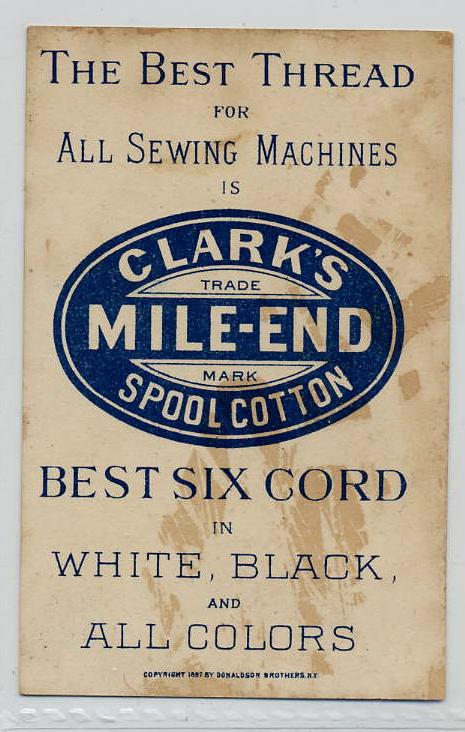 THE BEST THREAD
FOR
ALL SEWING MACHINES
IS
CLARK'S
TRADE
MILE-END
MARK
SPOOL COTTON
BEST SIX CORD
IN
WHITE, BLACK,
AND
ALL COLORS
COPYRIGHT 1887 BY DONALDSON BROTHERS, N.Y.